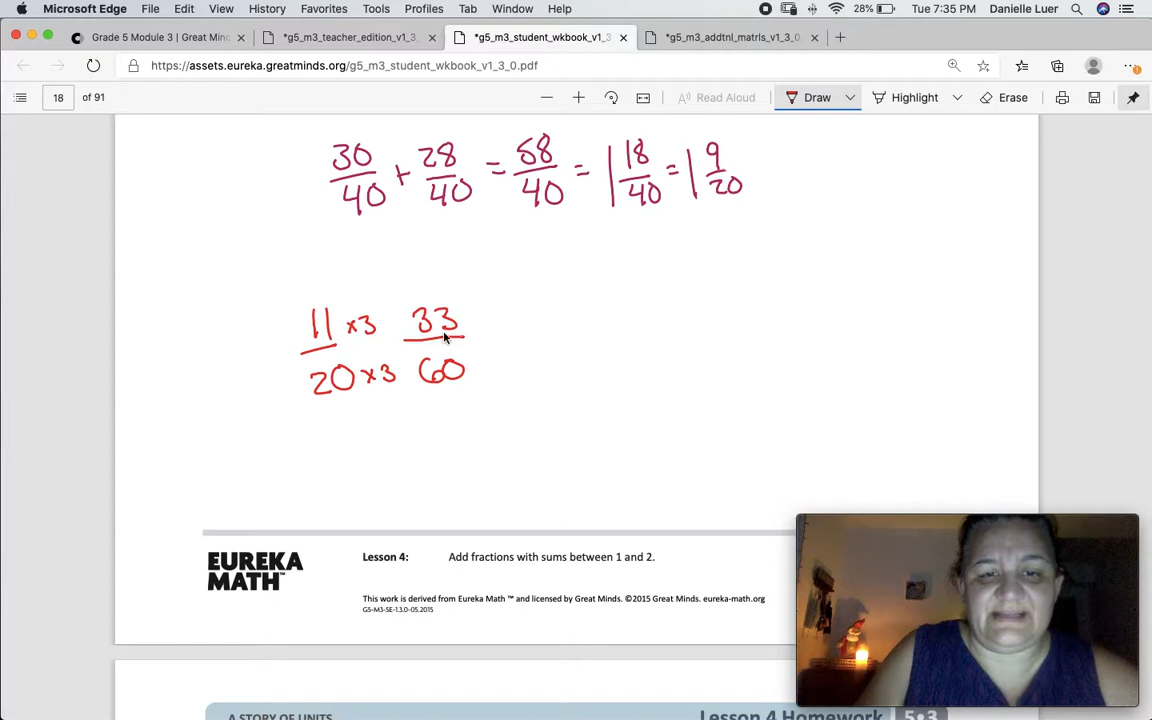 Microsoft Edge File Edit View History Favorites Tools Profiles Tab Window Help 28% Tue 7:35 PM Danielle Luer
Grade 5 Module 3 | Great Min × *g5_m3_teacher_edition_v1_3_ × *g5_m3_student_wkbook_v1_3 × *g5_m3_addtnl_matrls_v1_3_0. × +
https://assets.eureka.greatminds.org/g5_m3_student_wkbook_v1_3_0.pdf
18 of 91 Read Aloud Draw Highlight Erase
30/40 + 28/40 = 58/40 = 1 18/40 = 1 9/20
11 ×3 33
20 ×3 60
EUREKA MATH™
Lesson 4: Add fractions with sums between 1 and 2.
This work is derived from Eureka Math ™ and licensed by Great Minds. ©2015 Great Minds. eureka-math.org
G5-M3-SE-1.3.0-05.2015
A STORY OF UNITS Lesson 4 Homework 5•3